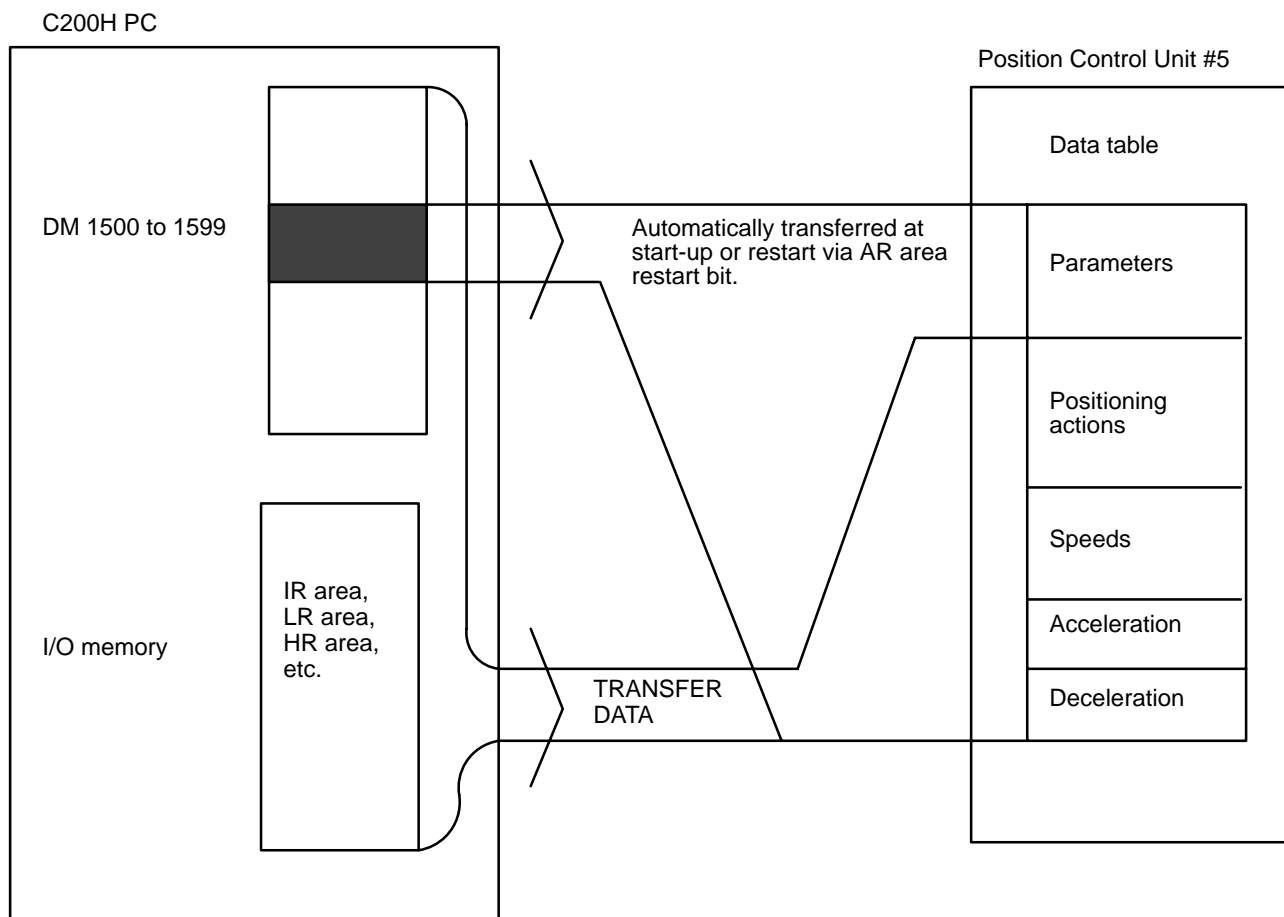 C200H PC
Position Control Unit #5
Data table
DM 1500 to 1599
Automatically transferred at
start-up or restart via AR area
restart bit.
Parameters
Positioning
actions
Speeds
IR area,
LR area,
HR area,
etc.
I/O memory
Acceleration
TRANSFER
DATA
Deceleration